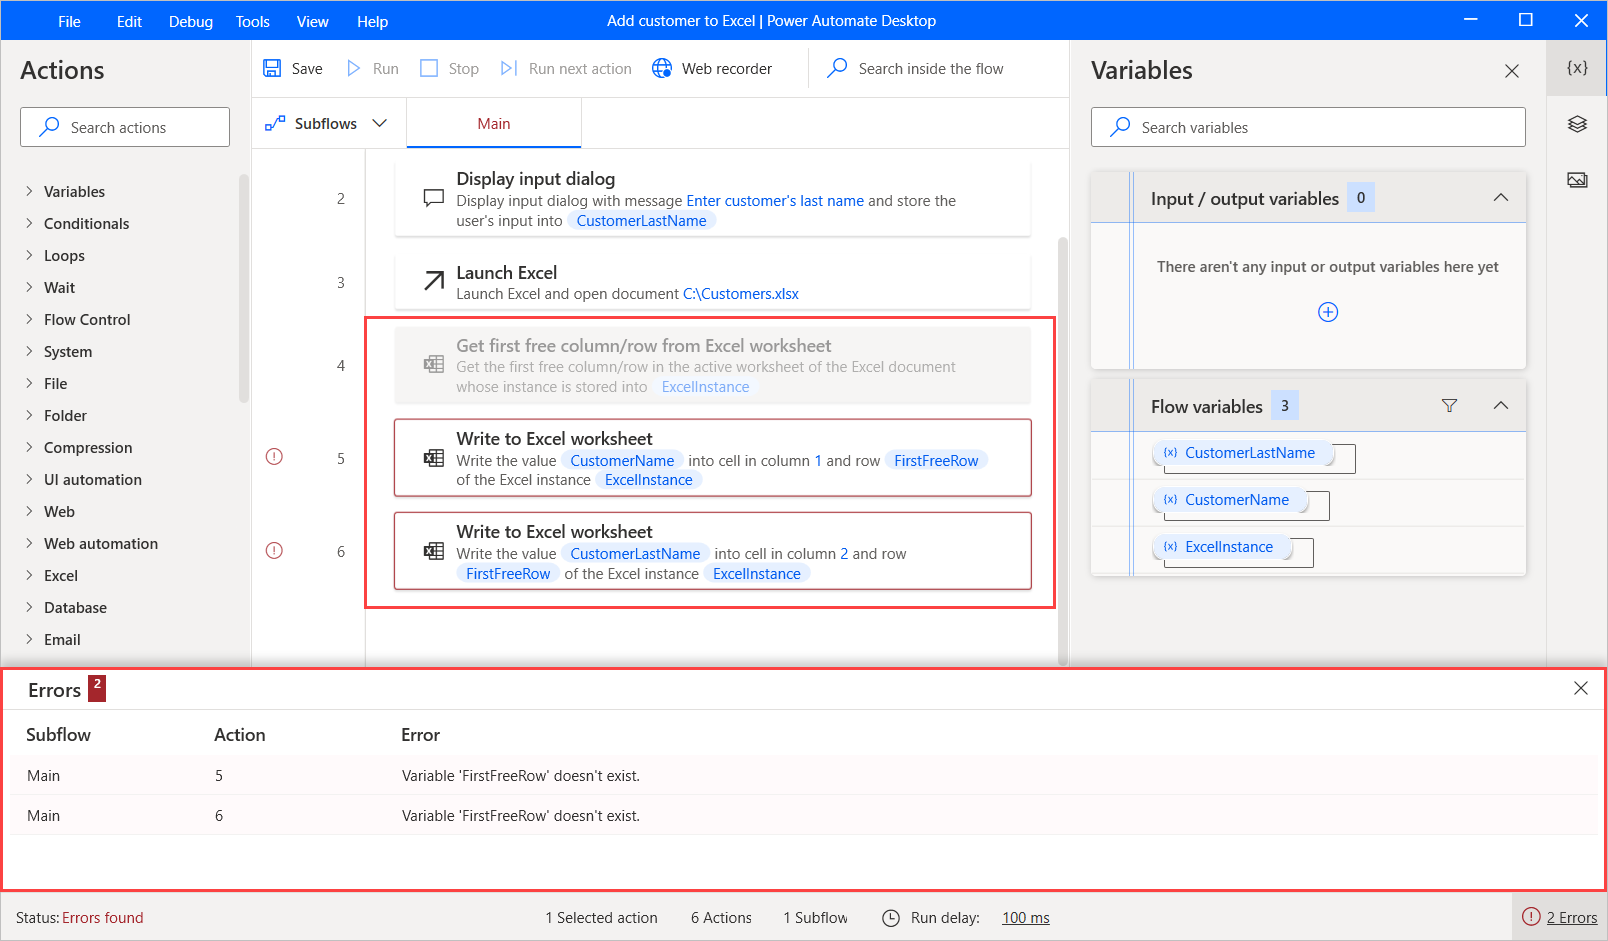 File Edit Debug Tools View Help
Add customer to Excel | Power Automate Desktop
Actions
Search actions
Variables
Conditionals
Loops
Wait
Flow Control
System
File
Folder
Compression
UI automation
Web
Web automation
Excel
Database
Email
Save Run Stop Run next action Web recorder Search inside the flow
Subflows Main
2
Display input dialog
Display input dialog with message Enter customer's last name and store the
user's input into CustomerLastName
3
Launch Excel
Launch Excel and open document C:\Customers.xlsx
4
Get first free column/row from Excel worksheet
Get the first free column/row in the active worksheet of the Excel document
whose instance is stored into ExcelInstance
5
Write to Excel worksheet
Write the value CustomerName into cell in column 1 and row FirstFreeRow
of the Excel instance ExcelInstance
6
Write to Excel worksheet
Write the value CustomerLastName into cell in column 2 and row
FirstFreeRow of the Excel instance ExcelInstance
Variables
{x}
Search variables
Input / output variables 0
There aren't any input or output variables here yet
Flow variables 3
{x} CustomerLastName
{x} CustomerName
{x} ExcelInstance
Errors 2
Subflow Action Error
Main 5 Variable 'FirstFreeRow' doesn't exist.
Main 6 Variable 'FirstFreeRow' doesn't exist.
Status: Errors found 1 Selected action 6 Actions 1 Subflow Run delay: 100 ms 2 Errors